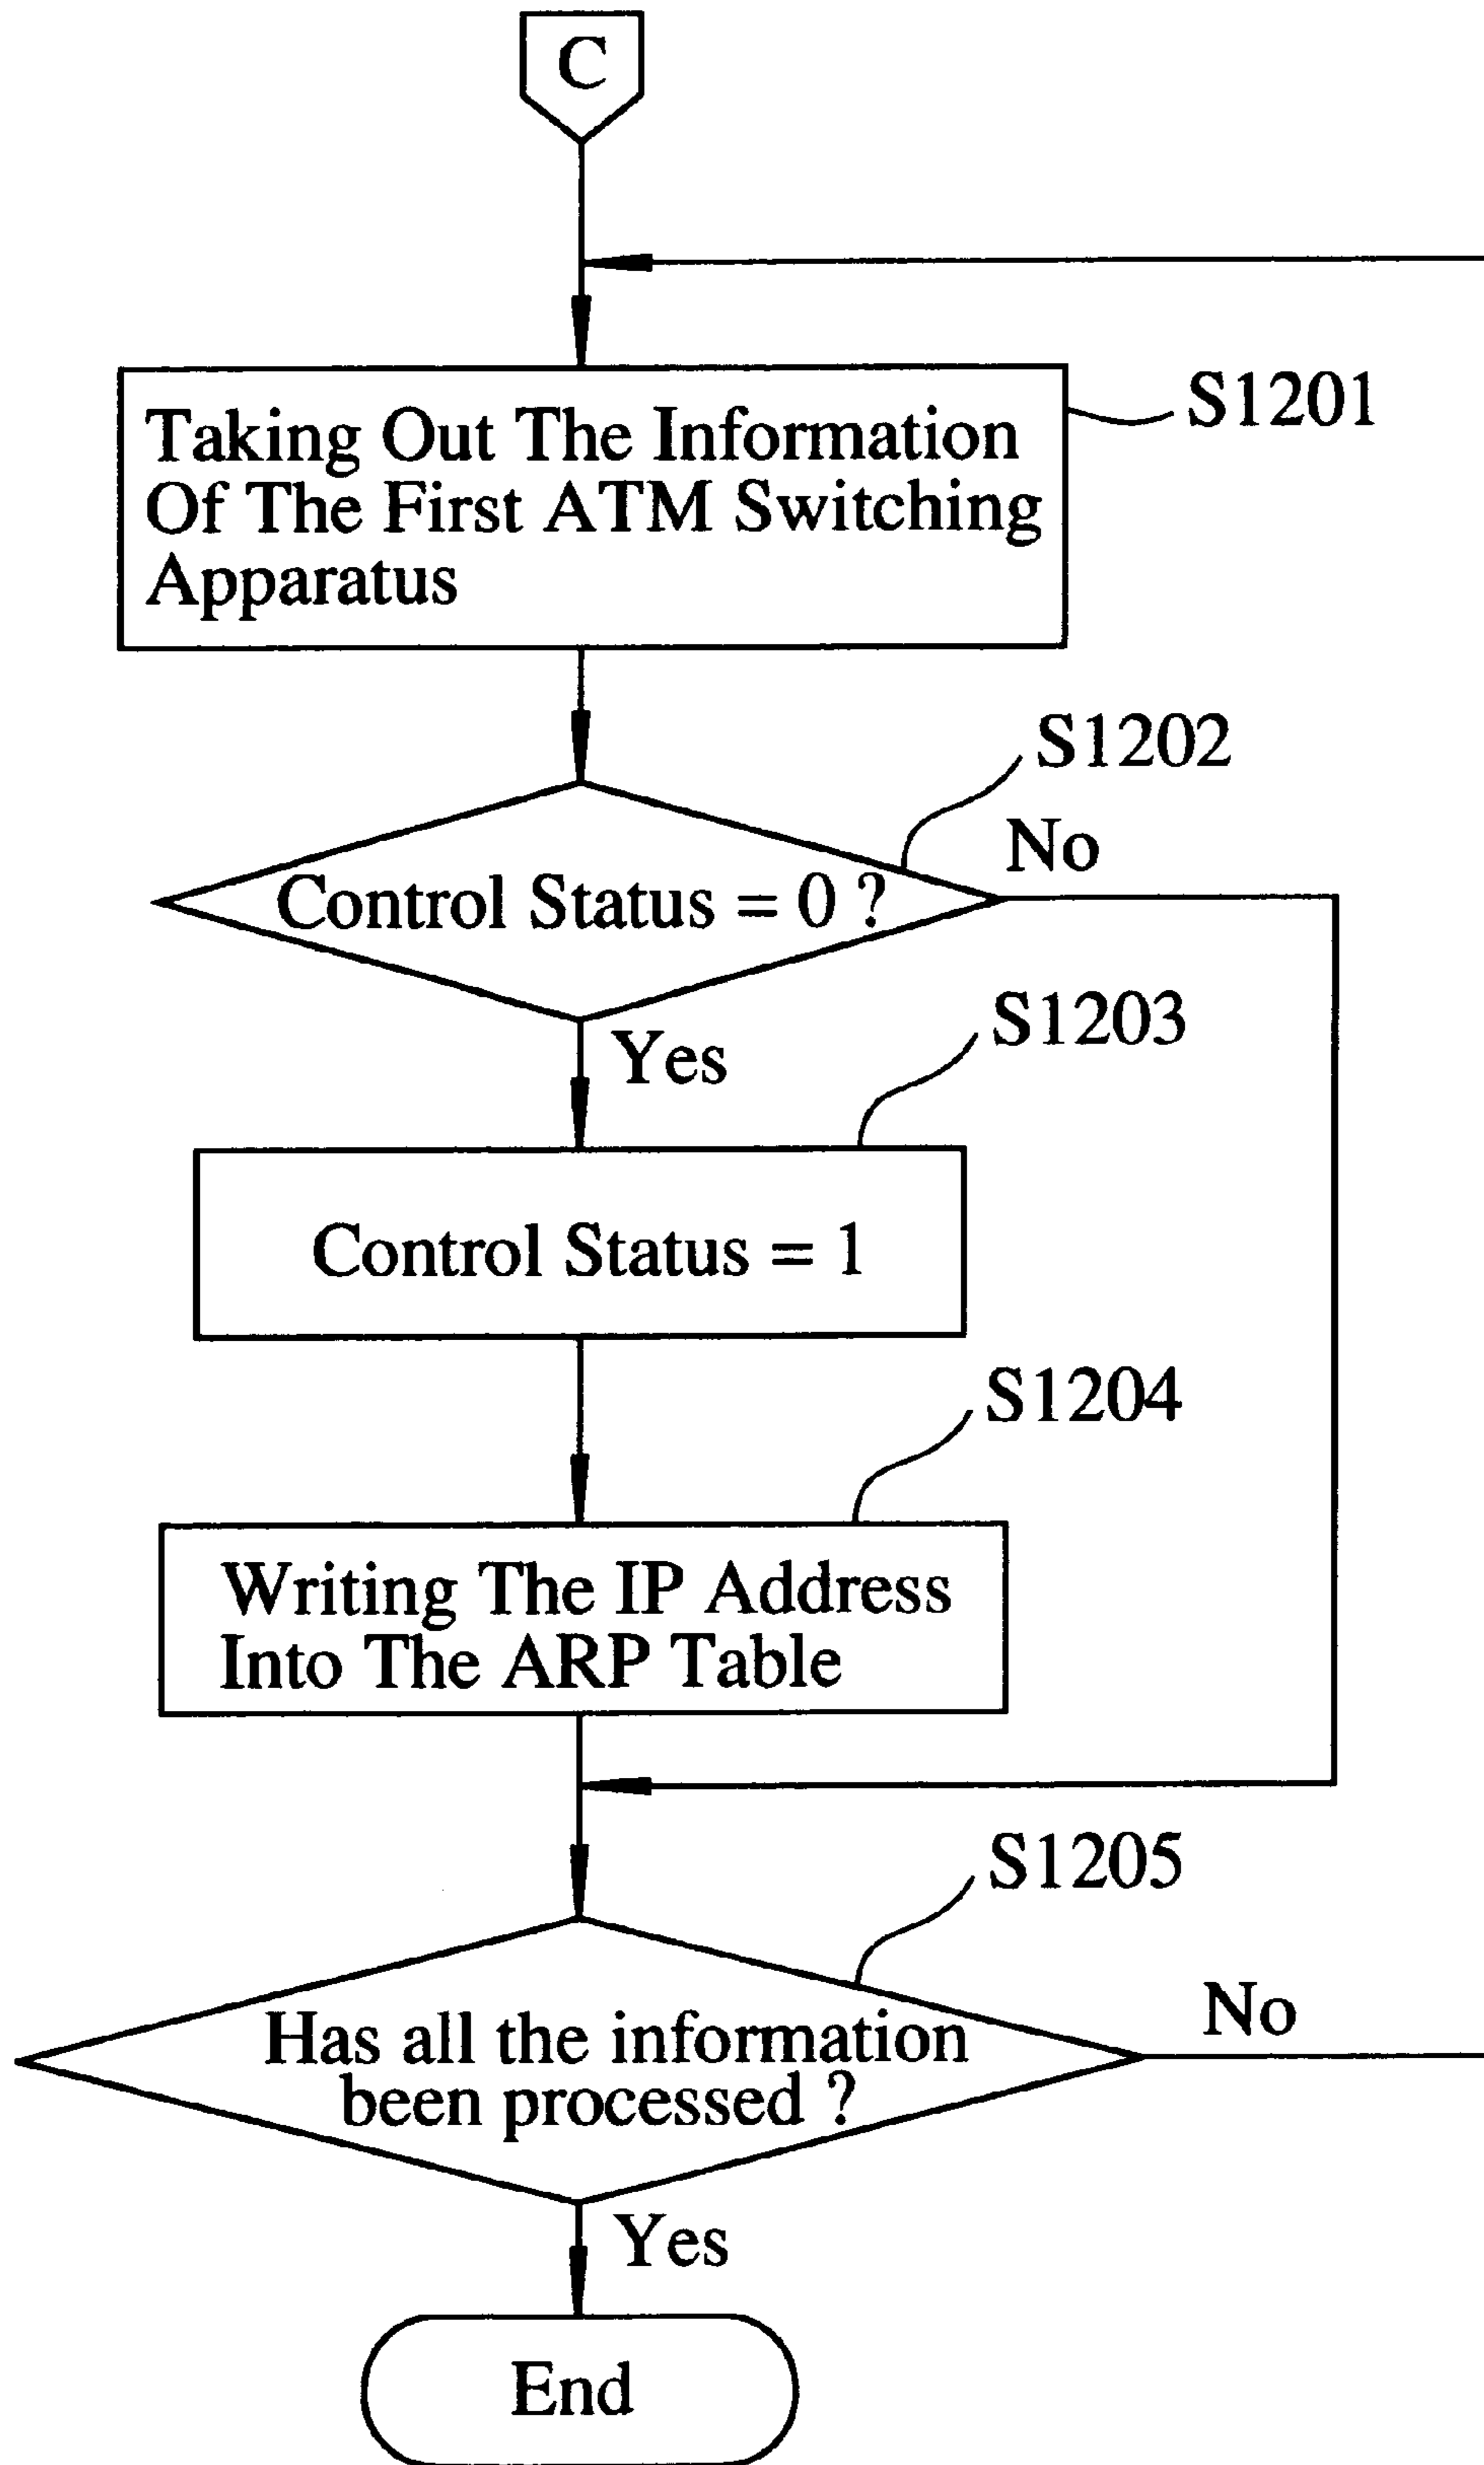 C
Taking Out The Information
Of The First ATM Switching
Apparatus
S1201
S1202
No
Control Status = 0 ?
Yes
S1203
Control Status = 1
S1204
Writing The IP Address
Into The ARP Table
S1205
No
Has all the information
been processed ?
Yes
End